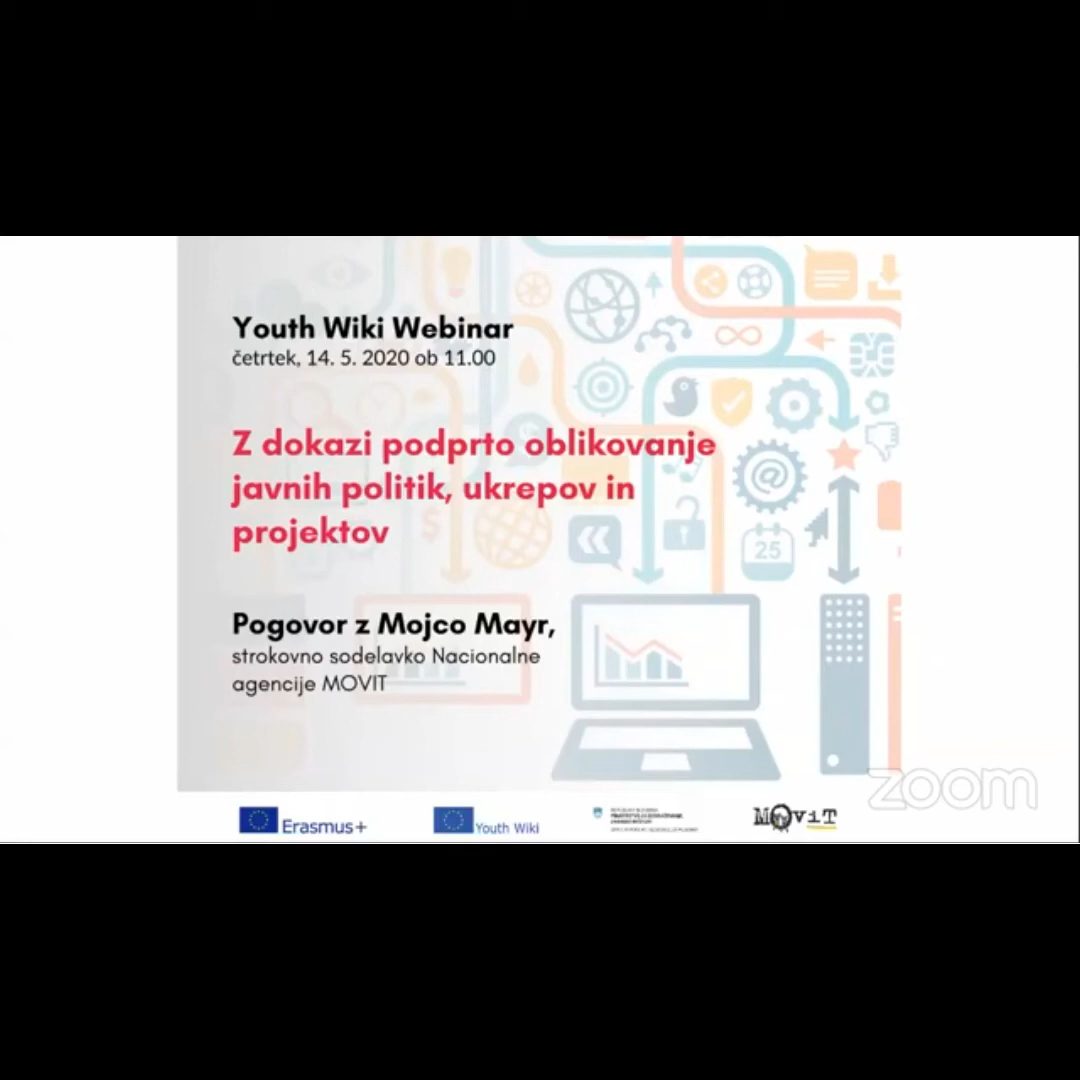 Youth Wiki Webinar
četrtek, 14. 5. 2020 ob 11.00
Z dokazi podprto oblikovanje
javnih politik, ukrepov in
projektov
Pogovor z Mojco Mayr,
strokovno sodelavko Nacionalne
agencije MOVIT
@
25
zoom
Erasmus+
Youth Wiki
MOviT